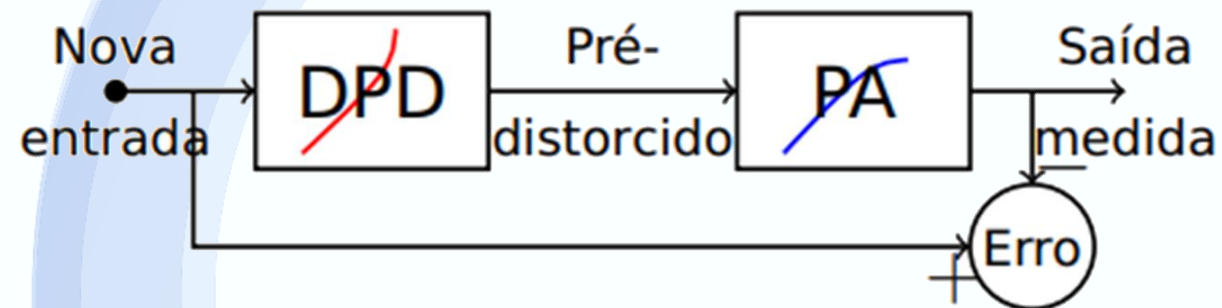 Nova
entrada
DPD
Pré-
distorcido
PA
Saída
medida
−
Erro
+